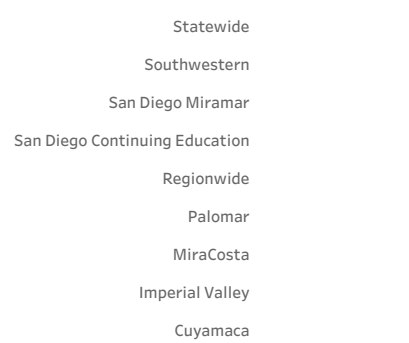 Statewide
Southwestern
San Diego Miramar
San Diego Continuing Education
Regionwide
Palomar
MiraCosta
Imperial Valley
Cuyamaca